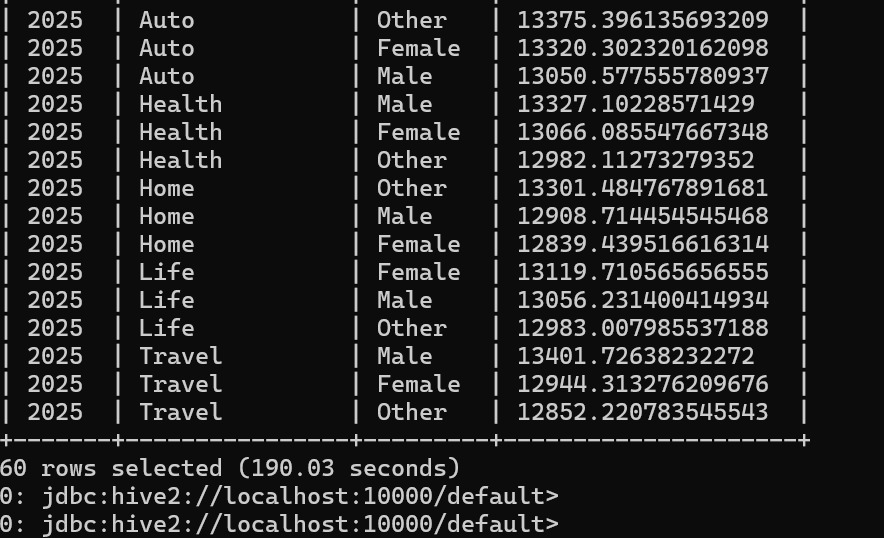 | 2025  | Auto            | Other    | 13375.396135693209  |
| 2025  | Auto            | Female   | 13320.302320162098  |
| 2025  | Auto            | Male     | 13050.577555780937  |
| 2025  | Health          | Male     | 13327.10228571429   |
| 2025  | Health          | Female   | 13066.085547667348  |
| 2025  | Health          | Other    | 12982.11273279352   |
| 2025  | Home            | Other    | 13301.484767891681  |
| 2025  | Home            | Male     | 12908.714454545468  |
| 2025  | Home            | Female   | 12839.439516616314  |
| 2025  | Life            | Female   | 13119.710565656555  |
| 2025  | Life            | Male     | 13056.231400414934  |
| 2025  | Life            | Other    | 12983.007985537188  |
| 2025  | Travel          | Male     | 13401.72638232272   |
| 2025  | Travel          | Female   | 12944.313276209676  |
| 2025  | Travel          | Other    | 12852.220783545543  |
+-------+-----------------+----------+---------------------+
60 rows selected (190.03 seconds)
0: jdbc:hive2://localhost:10000/default>
0: jdbc:hive2://localhost:10000/default>